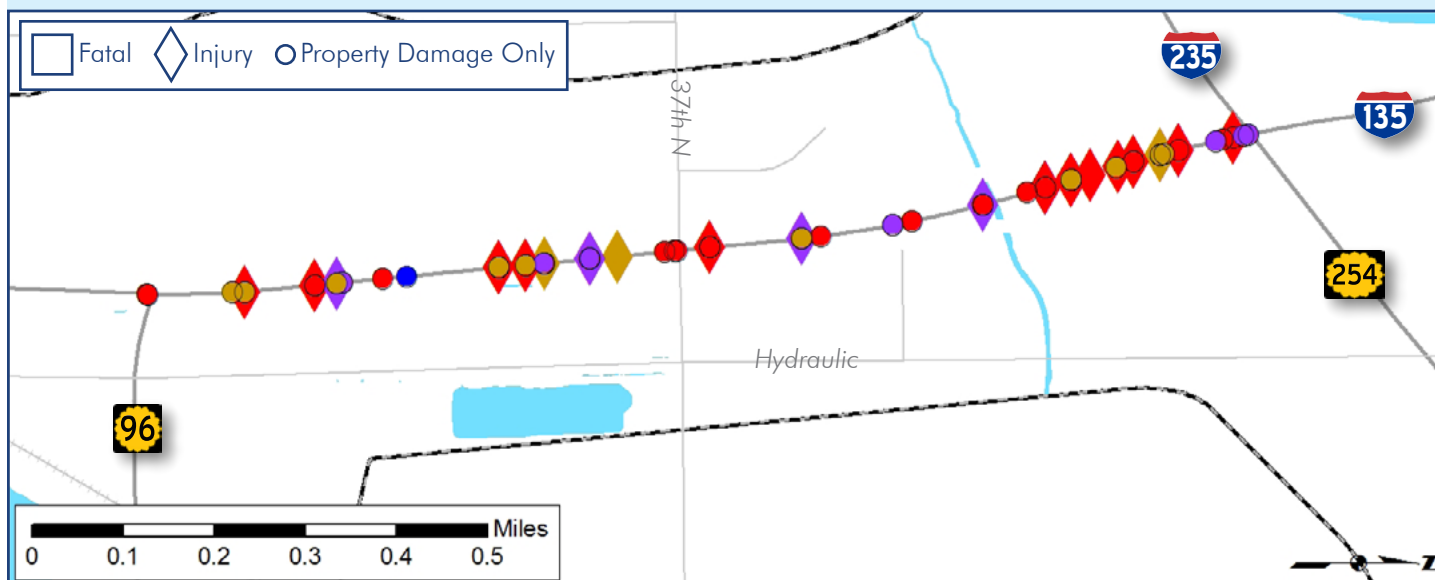 Fatal Injury Property Damage Only
37th N
235
135
254
Hydraulic
96
Miles
0 0.1 0.2 0.3 0.4 0.5
Z